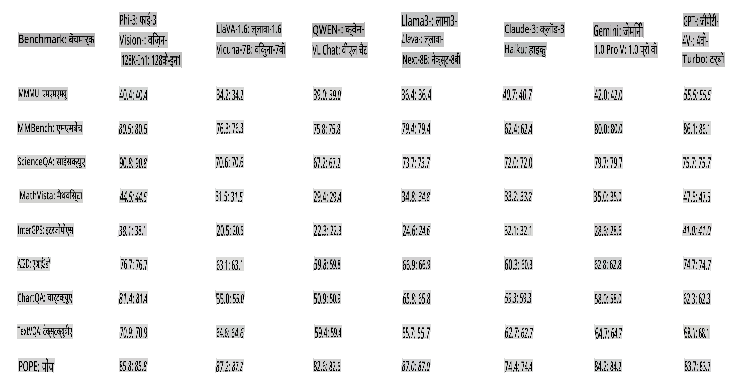 Benchmark: बेंचमार्क
Phi-3: फाई-3
Vision-: विज़न-
128K-In1: 128के-इन1
LlaVA-1.6: ललावा-1.6
Vicuna-7B: विकुना-7बी
QWEN-: क्वेन-
VL Chat: वीएल चैट
Llama3-: लामा3-
Llava-: ललावा-
Next-8B: नेक्स्ट-8बी
Claude-3: क्लॉड-3
Haiku: हाइकु
Gemini: जेमिनी
1.0 Pro V: 1.0 प्रो वी
4V-: 4वी-
Turbo: टर्बो
MMMU 40.4: 40.4 34.2: 34.2 39.0: 39.0 36.4: 36.4 40.7: 40.7 42.0: 42.0 55.5: 55.5
MMBench: एमएमबेंच 80.5: 80.5 76.3: 76.3 75.8: 75.8 79.4: 79.4 62.4: 62.4 80.0: 80.0 86.1: 86.1
ScienceQA: साइंसक्यूए 90.8: 90.8 70.6: 70.6 67.2: 67.2 73.7: 73.7 72.0: 72.0 79.7: 79.7 75.7: 75.7
MathVista: मैथविस्टा 44.5: 44.5 31.5: 31.5 29.4: 29.4 34.8: 34.8 33.2: 33.2 35.0: 35.0 47.5: 47.5
InterGPS: इंटरजीपीएस 38.1: 38.1 20.5: 20.5 22.3: 22.3 24.6: 24.6 32.1: 32.1 28.6: 28.6 41.0: 41.0
AI2D: एआई2डी 76.7: 76.7 63.1: 63.1 59.8: 59.8 66.9: 66.9 60.3: 60.3 62.8: 62.8 74.7: 74.7
ChartQA: चार्टक्यूए 81.4: 81.4 55.0: 55.0 50.9: 50.9 65.8: 65.8 59.3: 59.3 58.0: 58.0 62.3: 62.3
TextVQA: टेक्स्टवीक्यूए 70.9: 70.9 64.6: 64.6 59.4: 59.4 55.7: 55.7 62.7: 62.7 64.7: 64.7 68.1: 68.1
POPE: पोप 85.8: 85.8 87.2: 87.2 82.6: 82.6 87.0: 87.0 74.4: 74.4 84.2: 84.2 83.7: 83.7